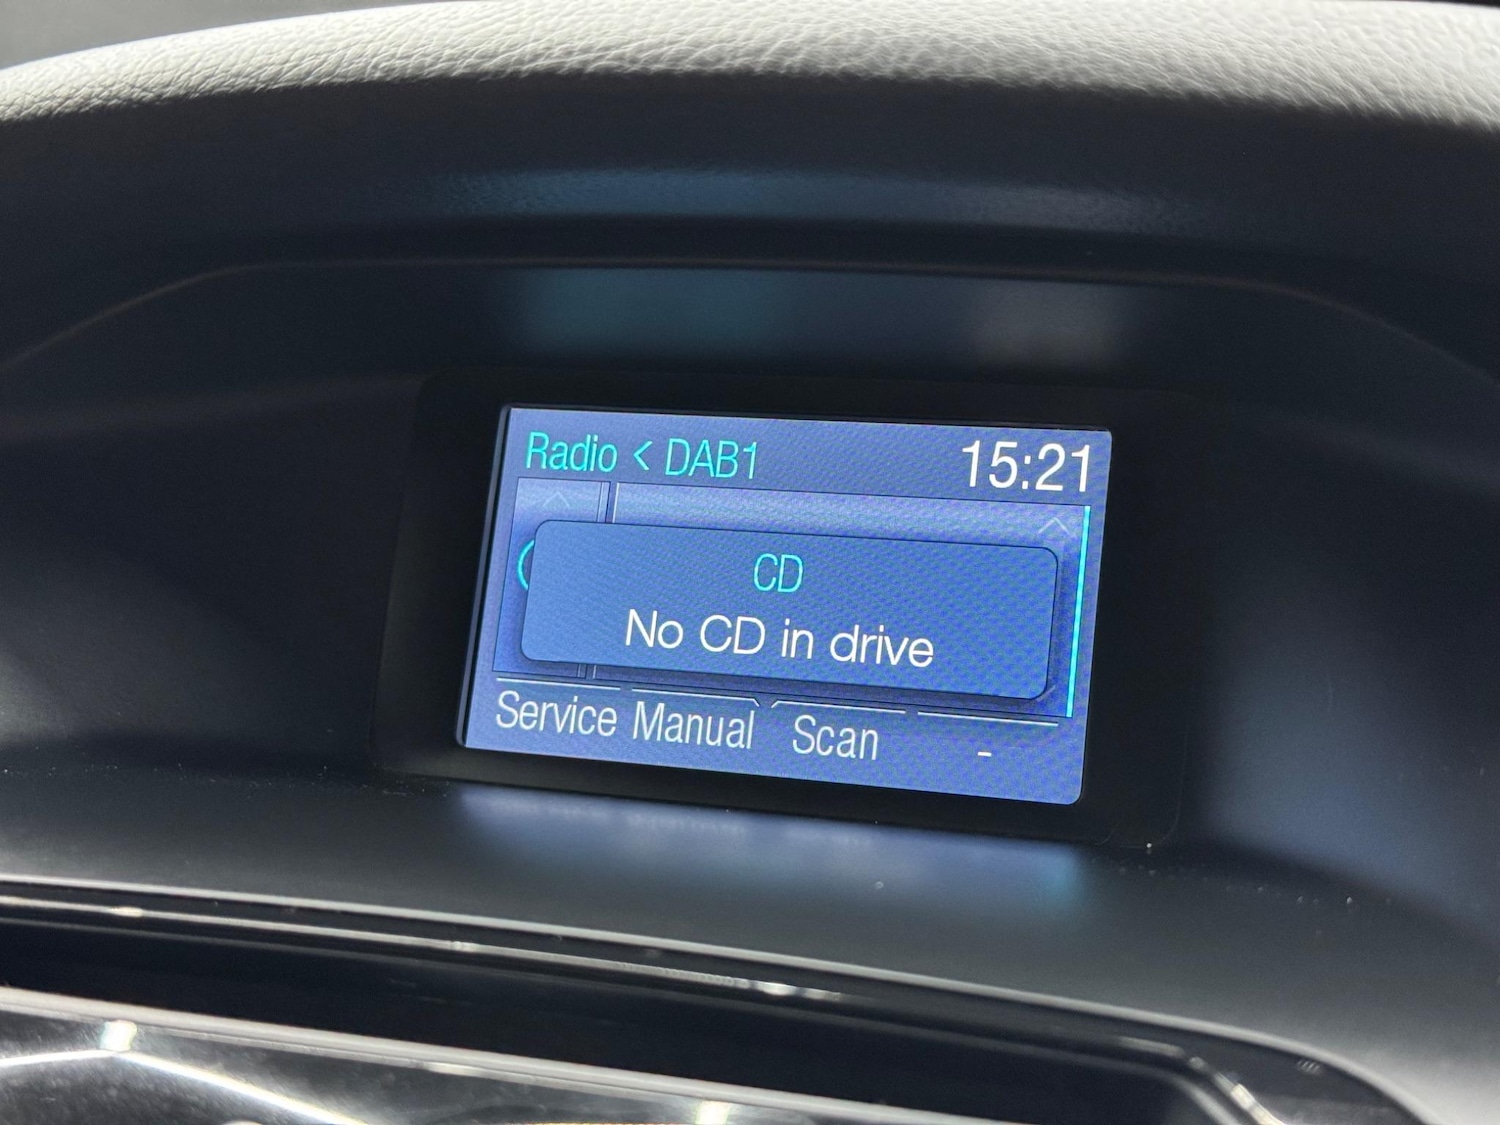 Radio < DAB1 15:21
CD
No CD in drive
Service Manual Scan -